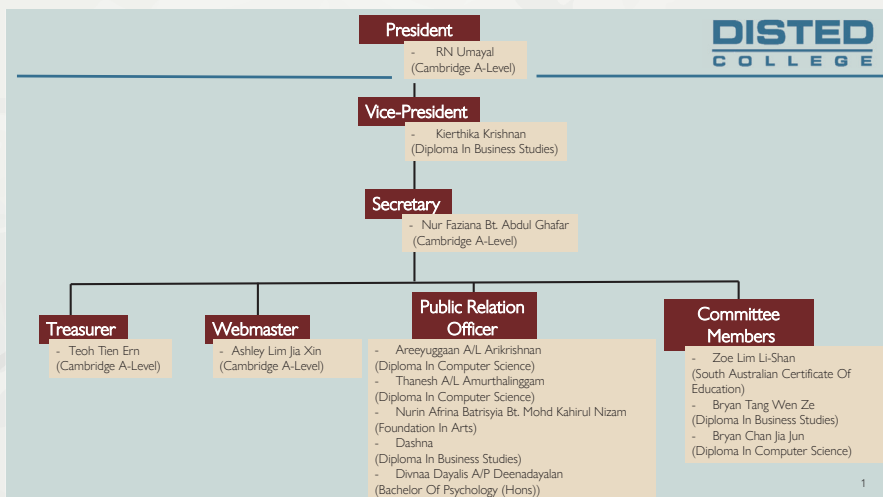 President
DISTED
COLLEGE
- RN Umayal
(Cambridge A-Level)
Vice-President
- Kierthika Krishnan
(Diploma In Business Studies)
Secretary
- Nur Faziana Bt. Abdul Ghafar
(Cambridge A-Level)
Treasurer
- Teoh Tien Ern
(Cambridge A-Level)
Webmaster
- Ashley Lim Jia Xin
(Cambridge A-Level)
Public Relation
Officer
- Areeyuggaan A/L Arikrishnan
(Diploma In Computer Science)
- Thanesh A/L Amurthalinggam
(Diploma In Computer Science)
- Nurin Afrina Batrisyia Bt. Mohd Kahirul Nizam
(Foundation In Arts)
- Dashna
(Diploma In Business Studies)
- Divnaa Dayalis A/P Deenadayalan
(Bachelor Of Psychology (Hons))
Committee
Members
- Zoe Lim Li-Shan
(South Australian Certificate Of
Education)
- Bryan Tang Wen Ze
(Diploma In Business Studies)
- Bryan Chan Jia Jun
(Diploma In Computer Science)
1